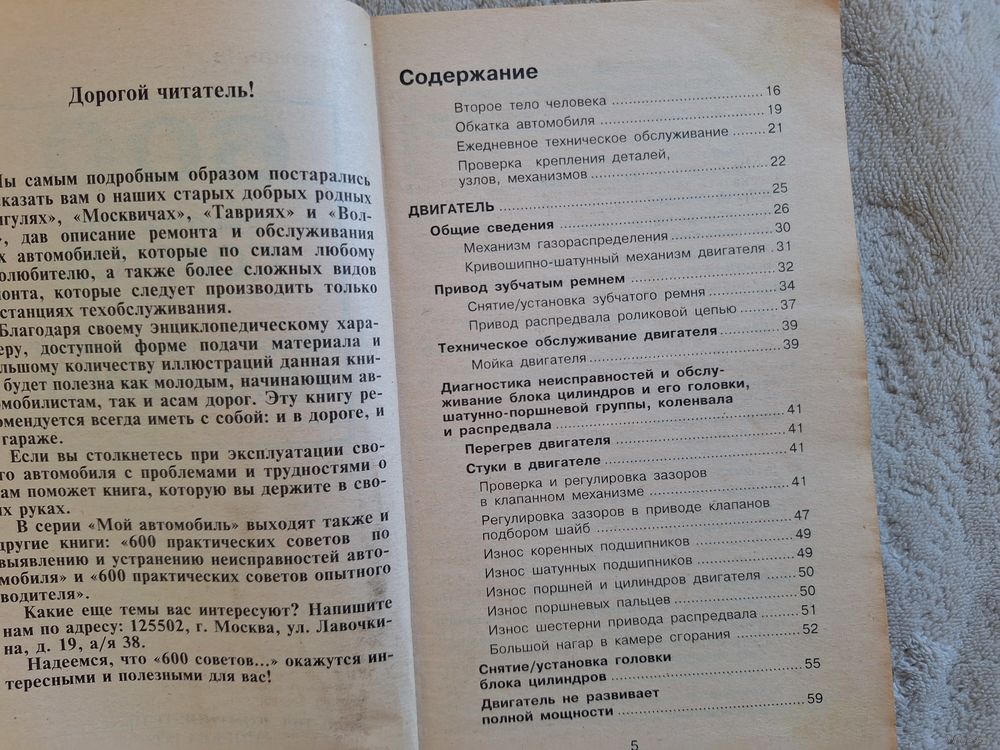 Дорогой читатель!
ы самым подробным образом постарались
сказать вам о наших старых добрых родных
игулях», «Москвичах», «Тавриях» и «Вол-
», дав описание ремонта и обслуживания
х автомобилей, которые по силам любому
олюбителю, а также более сложных видов
монта, которые следует производить только
станциях техобслуживания.
Благодаря своему энциклопедическому хара-
еру, доступной форме подачи материала и
льшому количеству иллюстраций данная кни-
будет полезна как молодым, начинающим ав-
омобилистам, так и асам дорог. Эту книгу ре-
омендуется всегда иметь с собой: и в дороге, и
гараже.
Если вы столкнетесь при эксплуатации сво-
го автомобиля с проблемами и трудностями о
ам поможет книга, которую вы держите в сво-
их руках.
В серии «Мой автомобиль» выходят также и
другие книги: «600 практических советов по
выявлению и устранению неисправностей авто-
мобиля» и «600 практических советов опытного
водителя».
Какие еще темы вас интересуют? Напишите
нам по адресу: 125502, г. Москва, ул. Лавочки-
на, д. 19, а/я 38.
Надеемся, что «600 советов...» окажутся ин-
тересными и полезными для вас!
Содержание
Второе тело человека ... 16
Обкатка автомобиля ... 19
Ежедневное техническое обслуживание ... 21
Проверка крепления деталей,
узлов, механизмов ... 22
ДВИГАТЕЛЬ ... 25
Общие сведения ... 26
Механизм газораспределения ... 30
Кривошипно-шатунный механизм двигателя . 31
Привод зубчатым ремнем ... 32
Снятие/установка зубчатого ремня ... 34
Привод распредвала роликовой цепью ... 37
Техническое обслуживание двигателя ... 39
Мойка двигателя ... 39
Диагностика неисправностей и обслу-
живание блока цилиндров и его головки,
шатунно-поршневой группы, коленвала
и распредвала ... 41
Перегрев двигателя ... 41
Стуки в двигателе ... 41
Проверка и регулировка зазоров
в клапанном механизме ... 41
Регулировка зазоров в приводе клапанов
подбором шайб ... 47
Износ коренных подшипников ... 49
Износ шатунных подшипников ... 49
Износ поршней и цилиндров двигателя ... 50
Износ поршневых пальцев ... 50
Износ шестерни привода распредвала ... 51
Большой нагар в камере сгорания ... 52
Снятие/установка головки
блока цилиндров ... 55
Двигатель не развивает
полной мощности ... 59
5